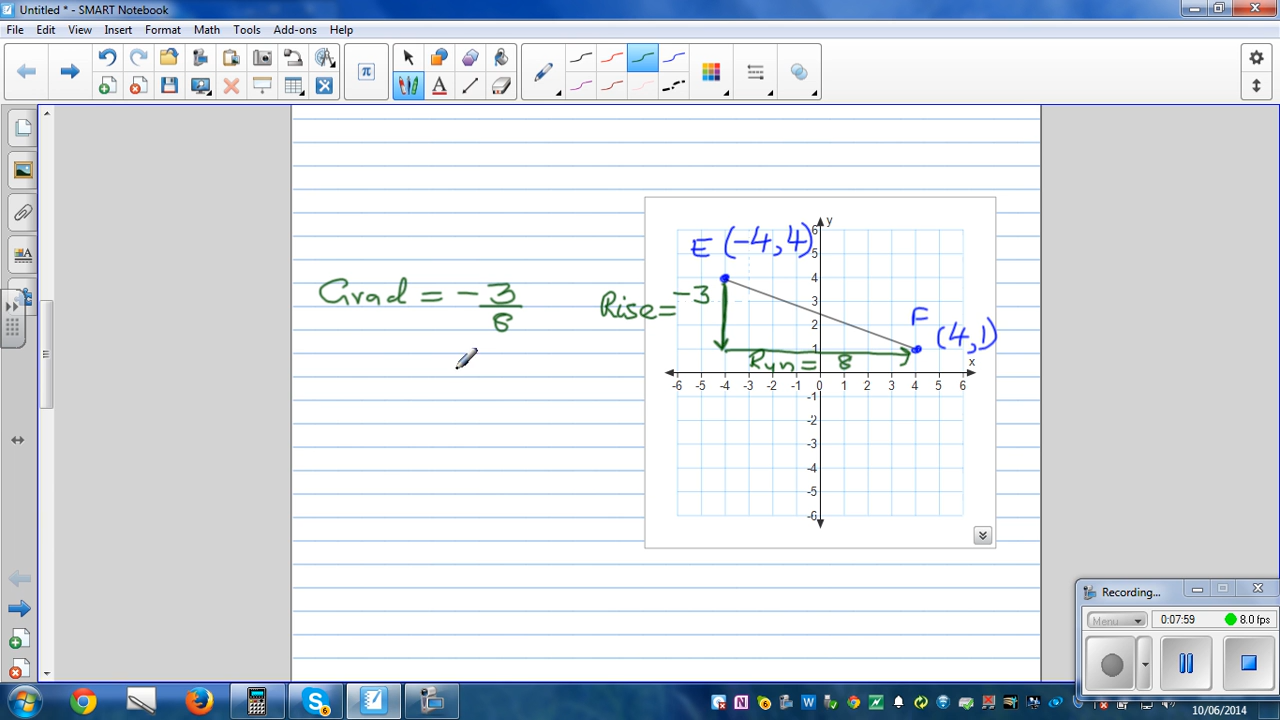 Untitled * - SMART Notebook
File Edit View Insert Format Math Tools Add-ons Help
π
A
E (-4, 4)
y
6
5
4
3
2
1
Grad = -3/8
Rise = -3
F (4, 1)
Run = 8
x
-6 -5 -4 -3 -2 -1 0 1 2 3 4 5 6
-1
-2
-3
-4
-5
-6
Recording...
Menu
0:07:59
8.0 fps
10/06/2014